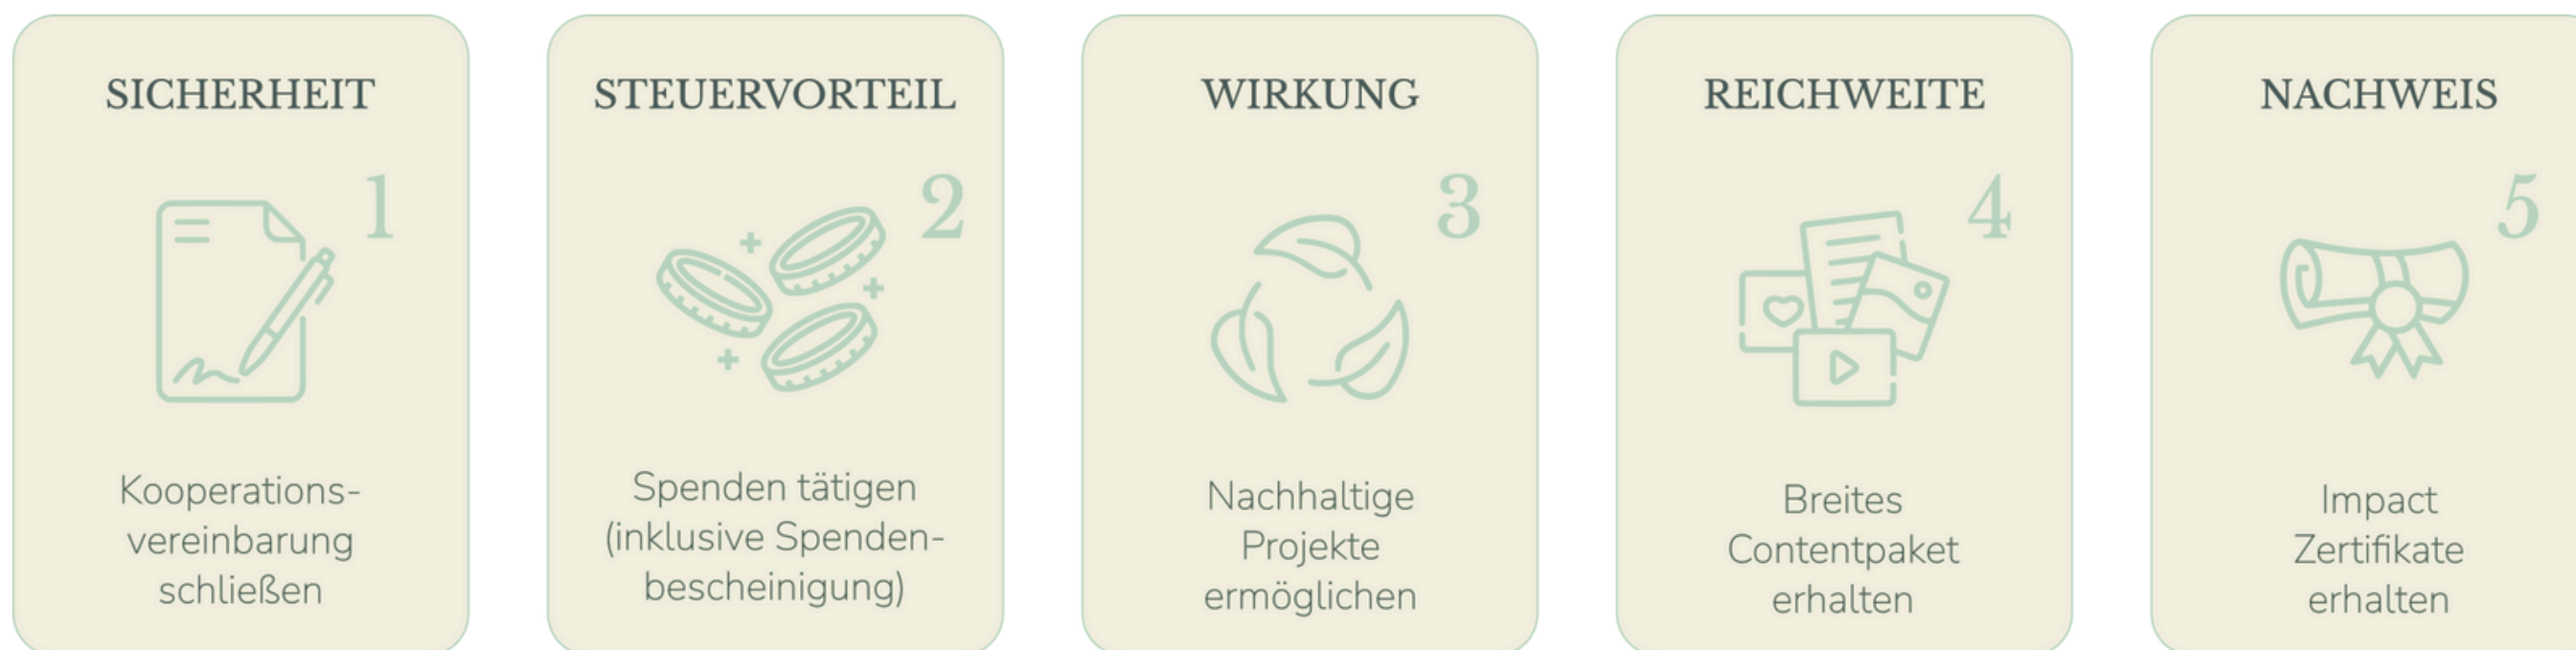 SICHERHEIT
1
Kooperations-
vereinbarung
schließen
STEUERVORTEIL
2
Spenden tätigen
(inklusive Spenden-
bescheinigung)
WIRKUNG
3
Nachhaltige
Projekte
ermöglichen
REICHWEITE
4
Breites
Contentpaket
erhalten
NACHWEIS
5
Impact
Zertifikate
erhalten